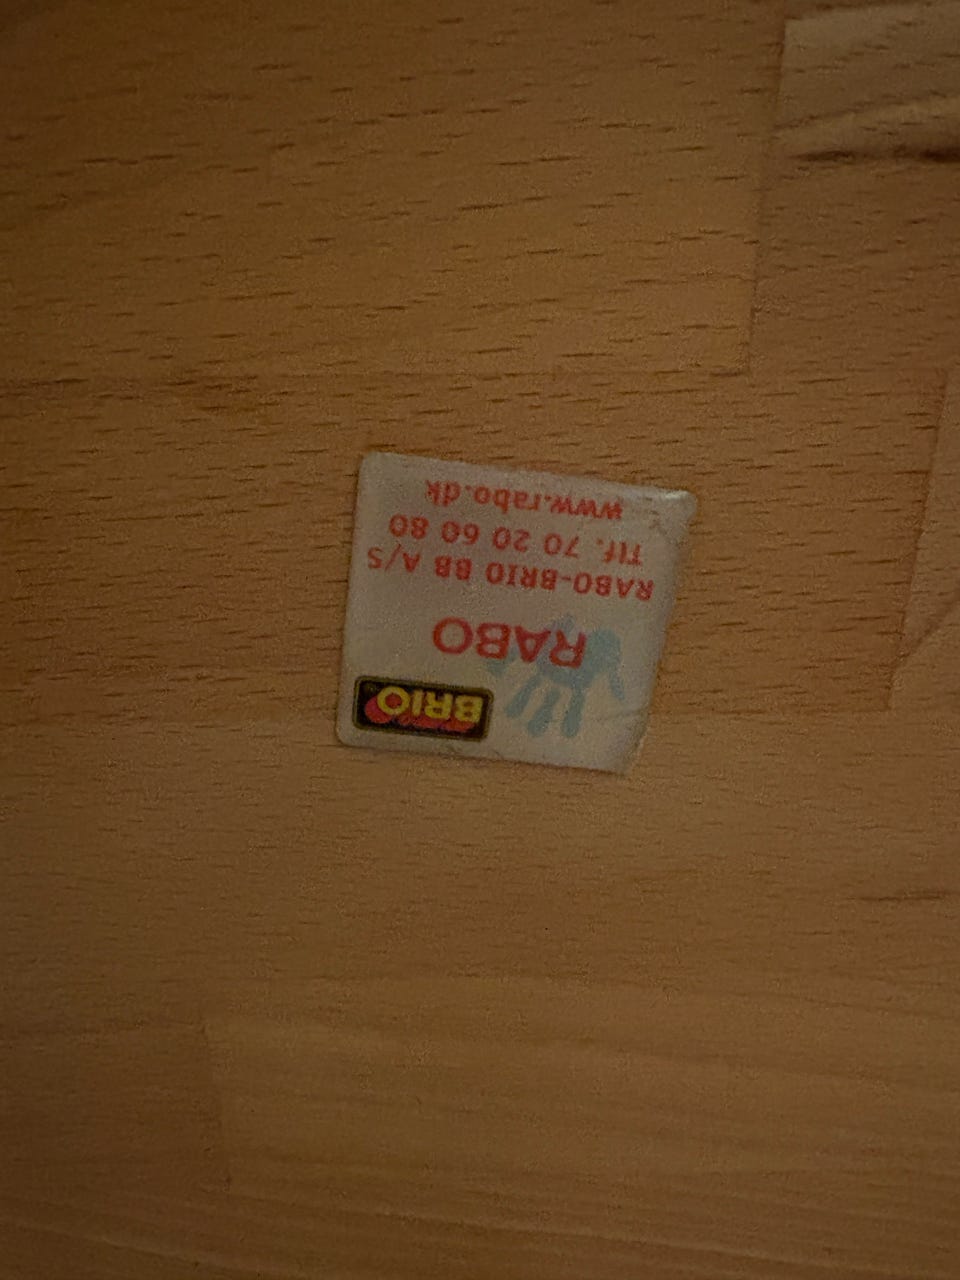 BRIO
RABO
RABO-BRIO BB A/S
Tlf. 70 20 60 80
www.rabo.dk